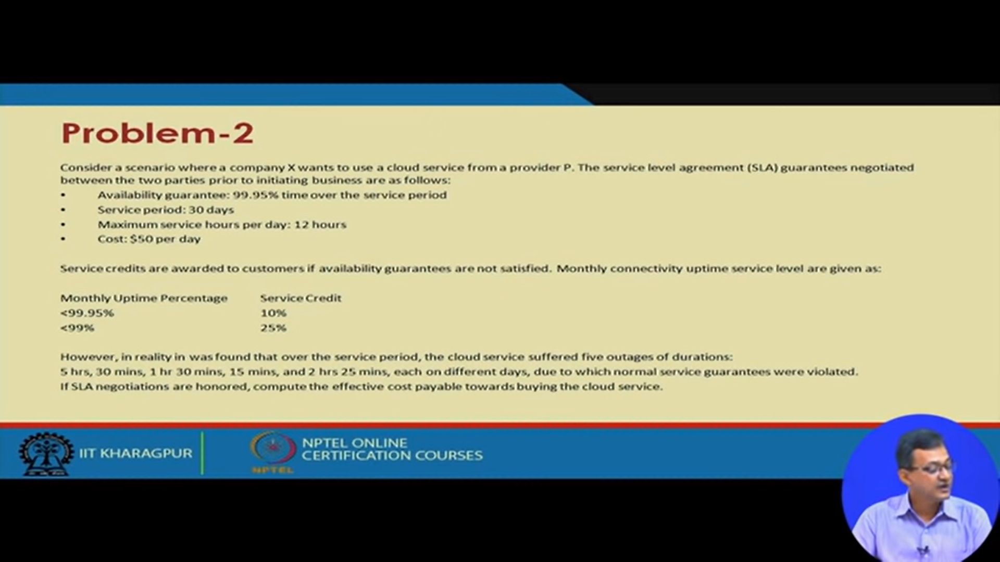 Problem-2
Consider a scenario where a company X wants to use a cloud service from a provider P. The service level agreement (SLA) guarantees negotiated
between the two parties prior to initiating business are as follows:
• Availability guarantee: 99.95% time over the service period
• Service period: 30 days
• Maximum service hours per day: 12 hours
• Cost: $50 per day
Service credits are awarded to customers if availability guarantees are not satisfied. Monthly connectivity uptime service level are given as:
Monthly Uptime Percentage Service Credit
<99.95% 10%
<99% 25%
However, in reality in was found that over the service period, the cloud service suffered five outages of durations:
5 hrs, 30 mins, 1 hr 30 mins, 15 mins, and 2 hrs 25 mins, each on different days, due to which normal service guarantees were violated.
If SLA negotiations are honored, compute the effective cost payable towards buying the cloud service.
IIT KHARAGPUR
NPTEL
NPTEL ONLINE
CERTIFICATION COURSES